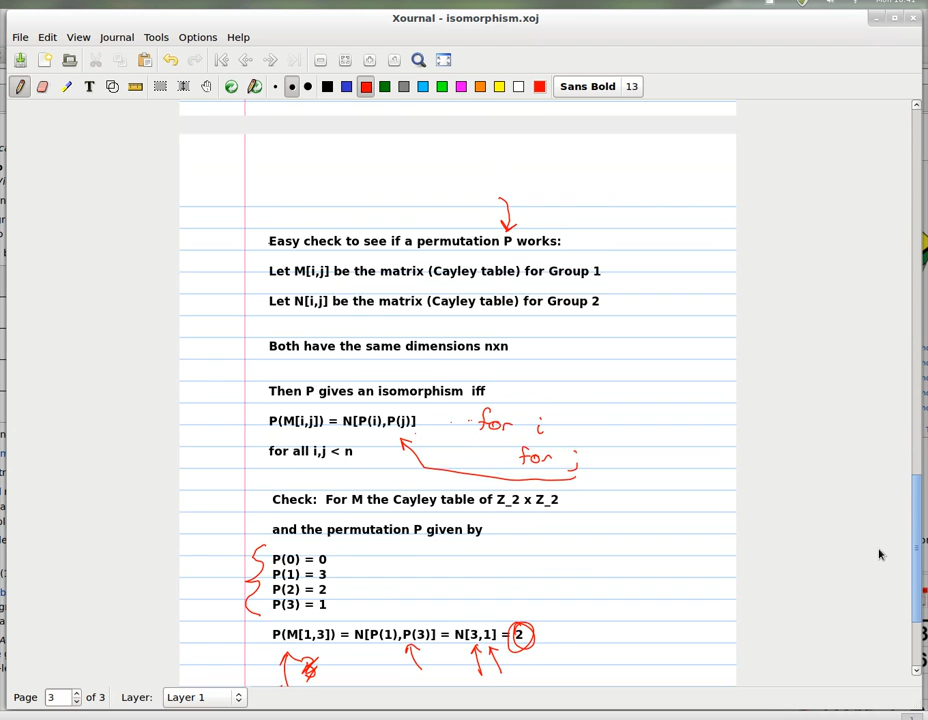 Xournal - isomorphism.xoj
File Edit View Journal Tools Options Help
T Sans Bold 13
Easy check to see if a permutation P works:
Let M[i,j] be the matrix (Cayley table) for Group 1
Let N[i,j] be the matrix (Cayley table) for Group 2
Both have the same dimensions nxn
Then P gives an isomorphism iff
P(M[i,j]) = N[P(i),P(j)] for i
for all i,j < n for j
Check: For M the Cayley table of Z_2 x Z_2
and the permutation P given by
P(0) = 0
P(1) = 3
P(2) = 2
P(3) = 1
P(M[1,3]) = N[P(1),P(3)] = N[3,1] = 2
Page 3 of 3 Layer: Layer 1